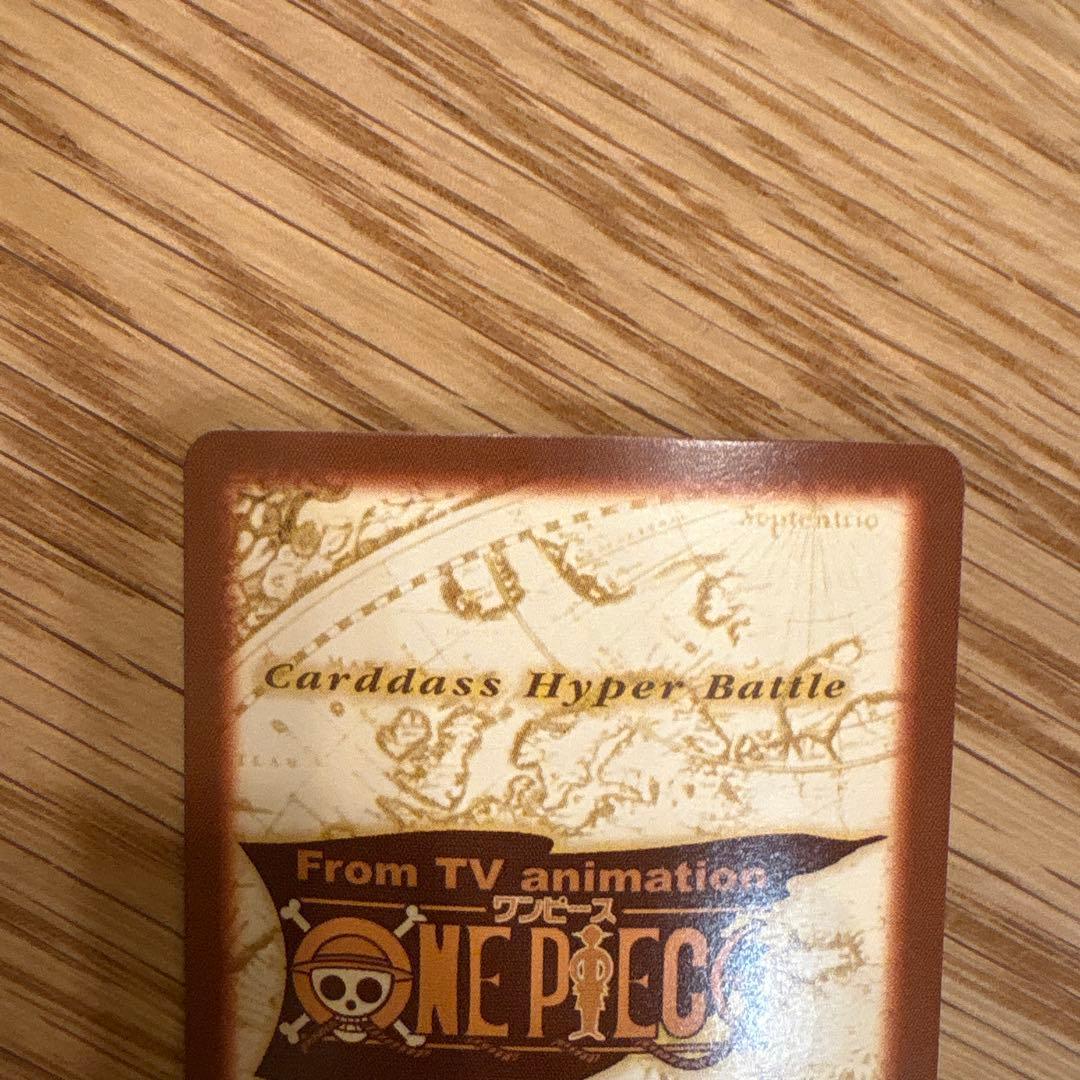 Septentrio
Carddass Hyper Battle
From TV animation
ワンピース
ONE PIECE